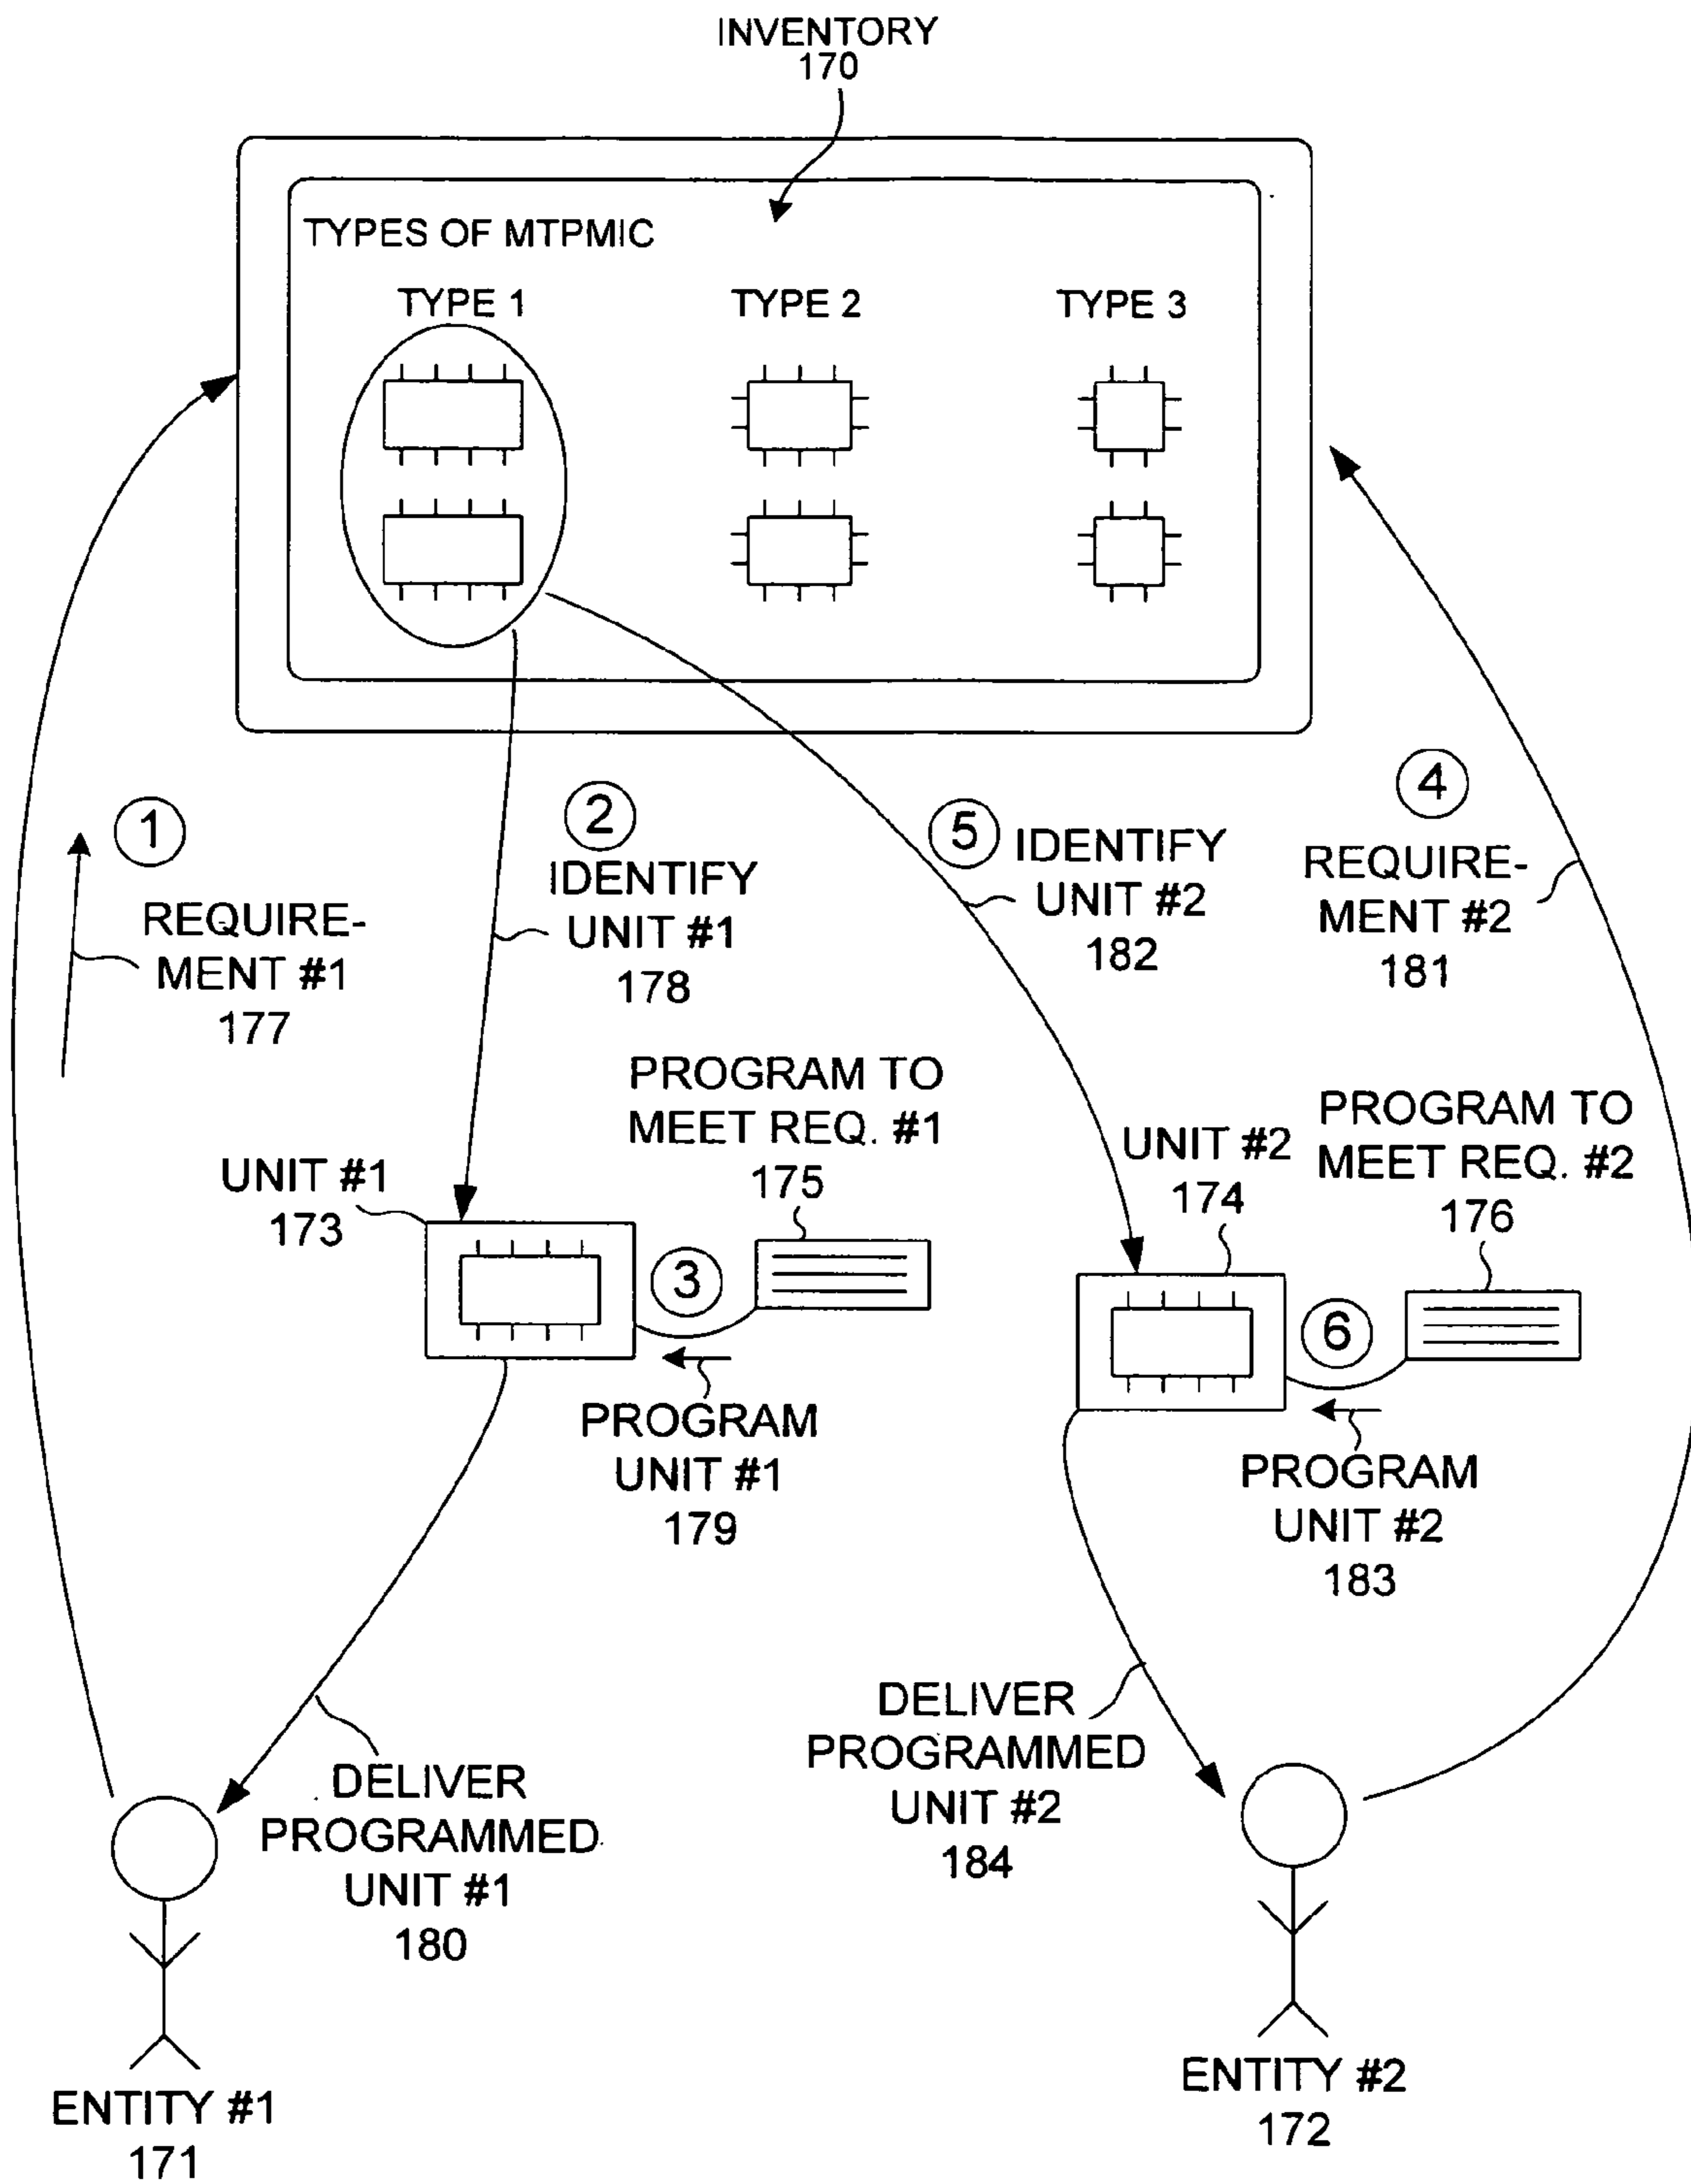 INVENTORY
170
TYPES OF MTPMIC
TYPE 1
TYPE 2
TYPE 3
1
REQUIRE-
MENT #1
177
2
IDENTIFY
UNIT #1
178
5
IDENTIFY
UNIT #2
182
4
REQUIRE-
MENT #2
181
PROGRAM TO
MEET REQ. #1
175
UNIT #1
173
3
PROGRAM
UNIT #1
179
UNIT #2
174
PROGRAM TO
MEET REQ. #2
176
6
PROGRAM
UNIT #2
183
DELIVER
PROGRAMMED
UNIT #1
180
DELIVER
PROGRAMMED
UNIT #2
184
ENTITY #1
171
ENTITY #2
172